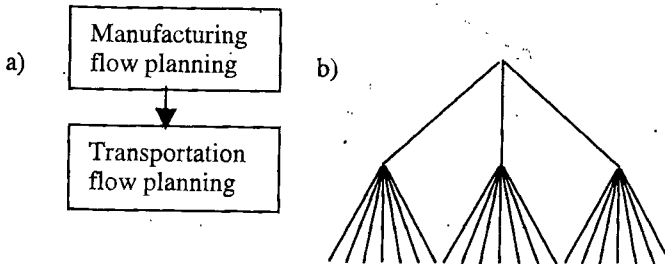 a)
Manufacturing
flow planning
b)
Transportation
flow planning